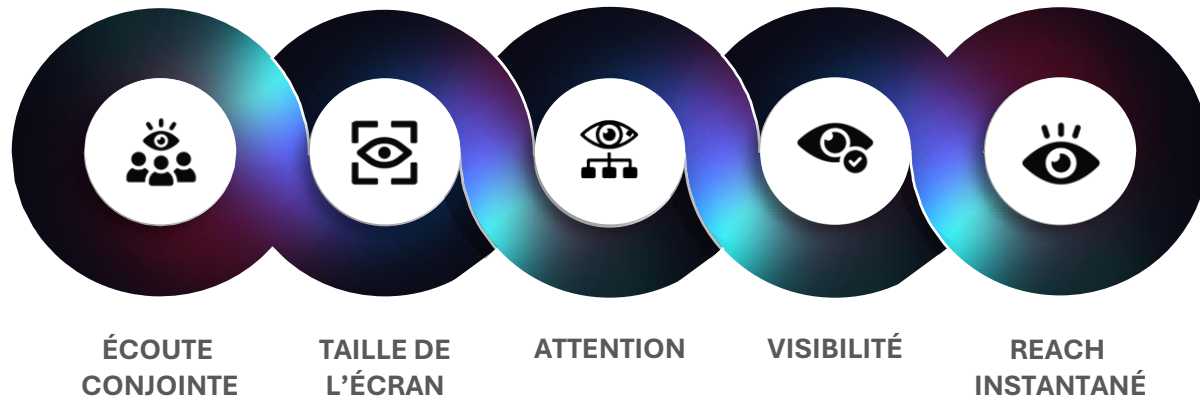 ÉCOUTE
CONJOINTE
TAILLE DE
L’ÉCRAN
ATTENTION
VISIBILITÉ
REACH
INSTANTANÉ